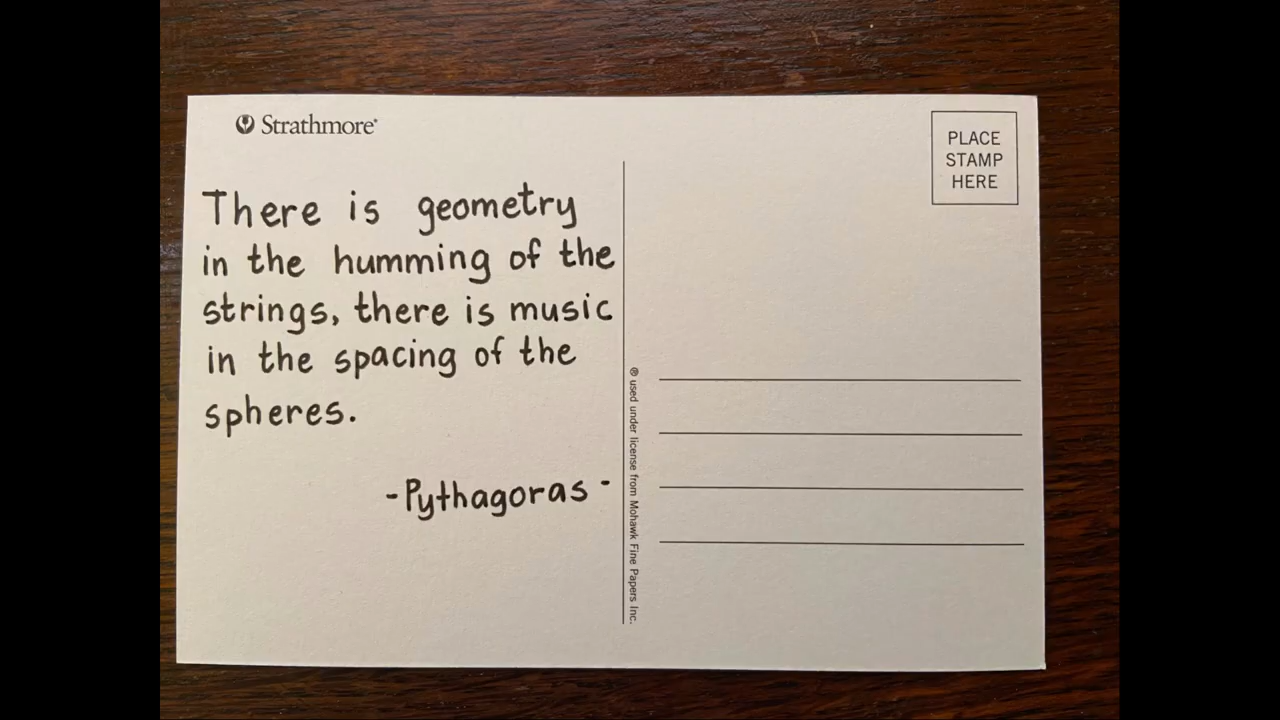 Strathmore®
PLACE
STAMP
HERE
There is geometry
in the humming of the
strings, there is music
in the spacing of the
spheres.
-Pythagoras-
® used under license from Mohawk Fine Papers Inc.